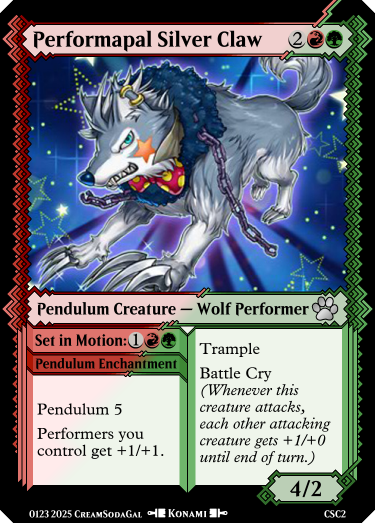 Performapal Silver Claw 2
Pendulum Creature — Wolf Performer
Set in Motion: 1
Pendulum Enchantment
Pendulum 5
Performers you
control get +1/+1.
Trample
Battle Cry
(Whenever this
creature attacks,
each other attacking
creature gets +1/+0
until end of turn.)
4/2
0123 2025 CreamSodaGal KONAMI CSC2